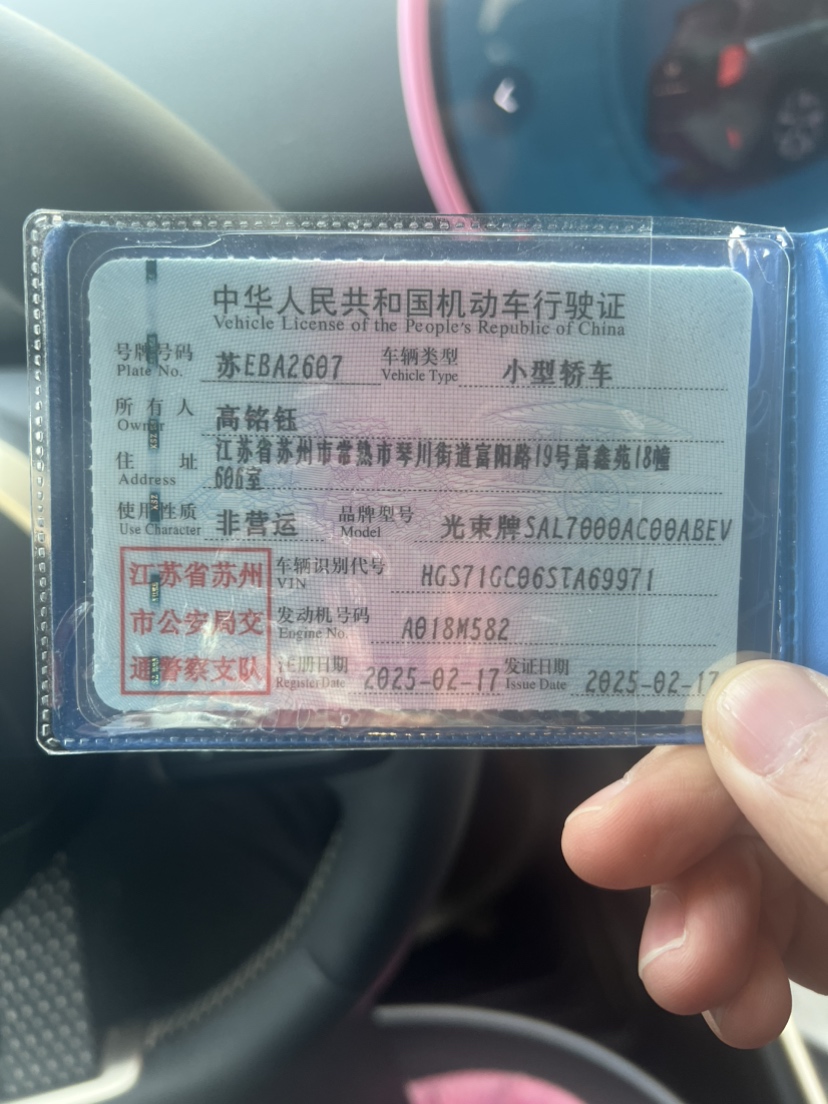 中华人民共和国机动车行驶证
Vehicle License of the People's Republic of China
号牌号码 苏EBA2607 车辆类型 小型轿车
Plate No. Vehicle Type
所有人 高铭钰
Owner
住址 江苏省苏州市常熟市琴川街道富阳路19号富鑫苑18幢
Address 606室
使用性质 非营运 品牌型号 光束牌SAL7000AC00ABEV
Use Character Model
江苏省苏州 车辆识别代号 HGS71GC06STA69971
VIN
市公安局交 发动机号码 A018M582
Engine No.
通警察支队 注册日期 2025-02-17 发证日期 2025-02-17
Register Date Issue Date